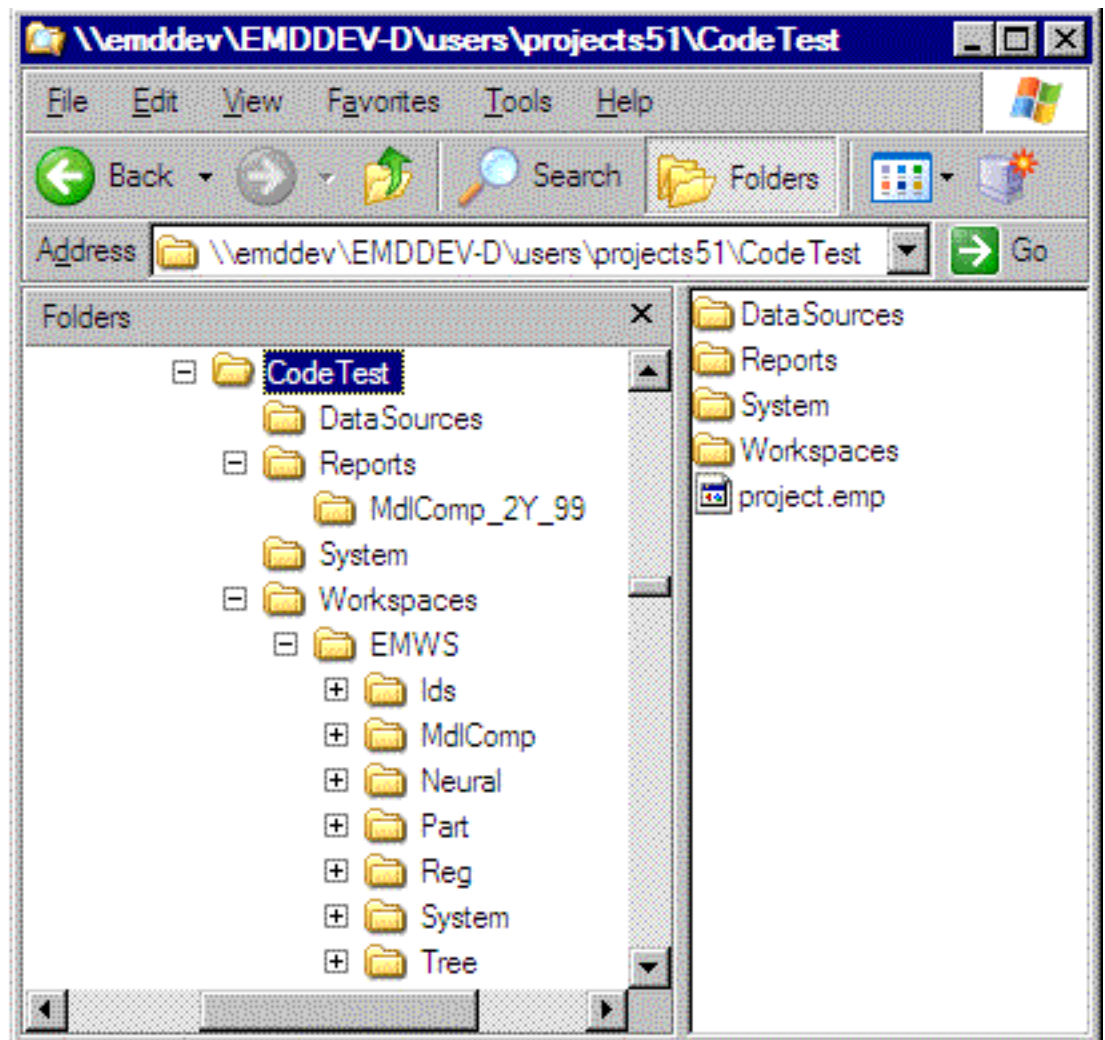 \\emddev\EMDDEV-D\users\projects51\CodeTest
File Edit View Favorites Tools Help
Back Search Folders
Address \\emddev\EMDDEV-D\users\projects51\CodeTest Go
Folders
CodeTest
DataSources
Reports
MdlComp_2Y_99
System
Workspaces
EMWS
Ids
MdlComp
Neural
Part
Reg
System
Tree
DataSources
Reports
System
Workspaces
project.emp